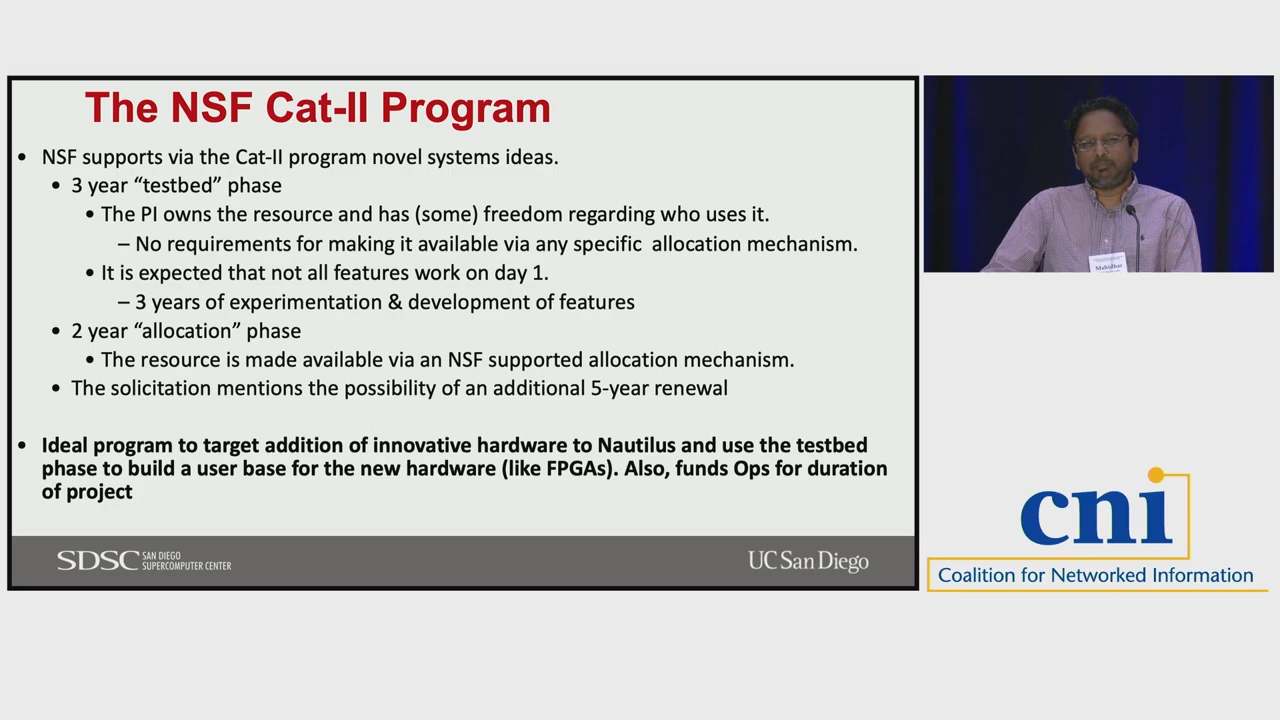 The NSF Cat-II Program
• NSF supports via the Cat-II program novel systems ideas.
• 3 year “testbed” phase
• The PI owns the resource and has (some) freedom regarding who uses it.
– No requirements for making it available via any specific allocation mechanism.
• It is expected that not all features work on day 1.
– 3 years of experimentation & development of features
• 2 year “allocation” phase
• The resource is made available via an NSF supported allocation mechanism.
• The solicitation mentions the possibility of an additional 5-year renewal
• Ideal program to target addition of innovative hardware to Nautilus and use the testbed
phase to build a user base for the new hardware (like FPGAs). Also, funds Ops for duration
of project
SDSC SAN DIEGO
SUPERCOMPUTER CENTER
UC San Diego
Mahidhar
cni
Coalition for Networked Information